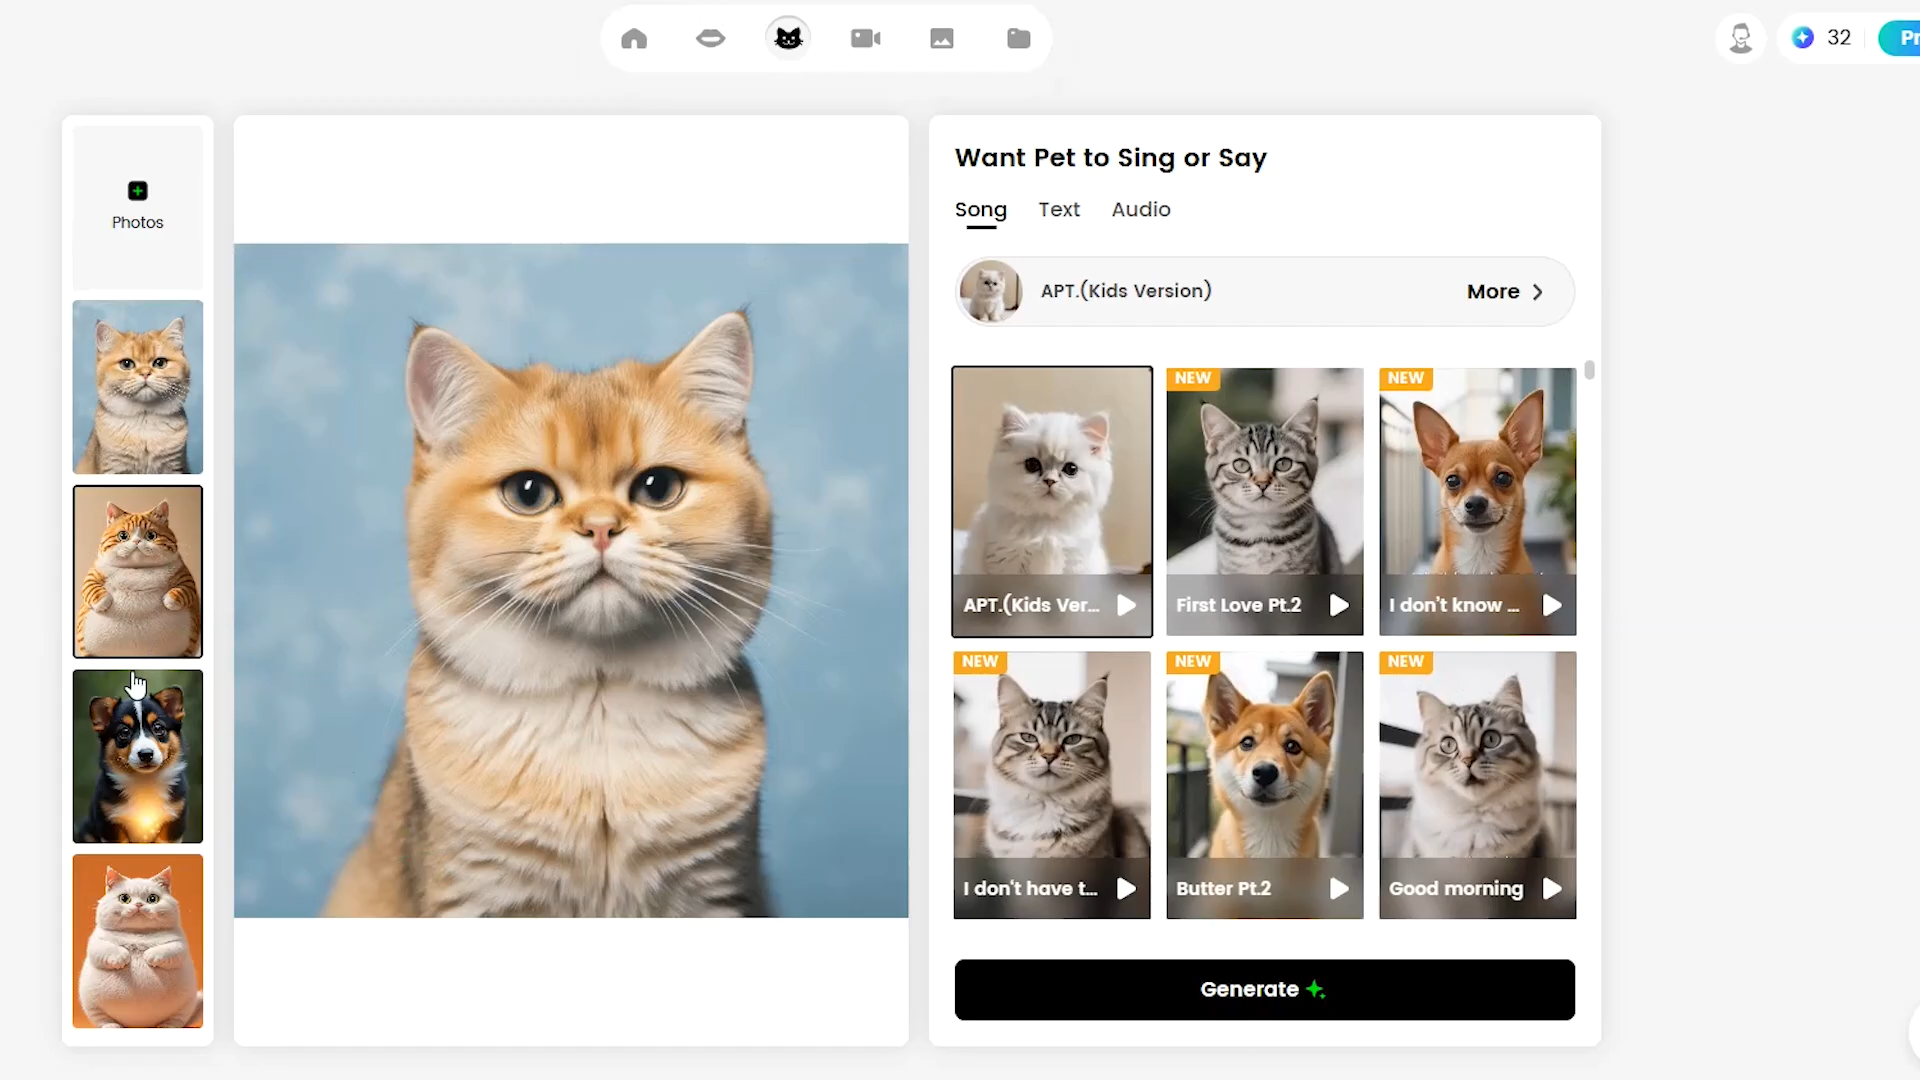 32
Pr
Photos
Want Pet to Sing or Say
Song Text Audio
APT.(Kids Version)
More
NEW
NEW
APT.(Kids Ver...
First Love Pt.2
I don't know ...
NEW
NEW
NEW
I don't have t...
Butter Pt.2
Good morning
Generate